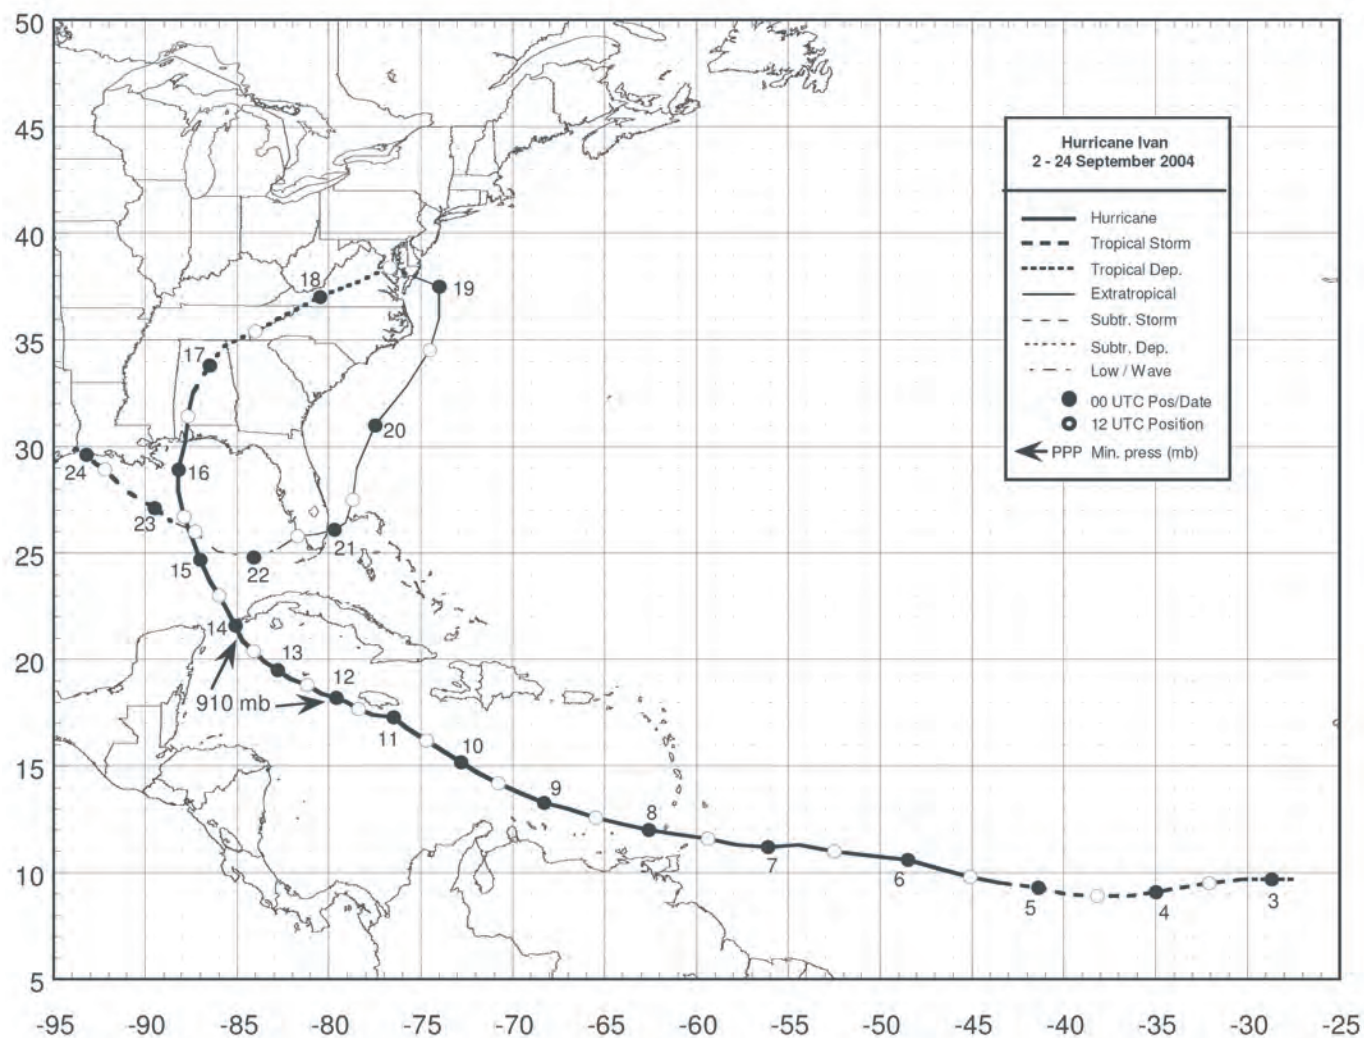 50
45
40
35
30
25
20
15
10
5
-95 -90 -85 -80 -75 -70 -65 -60 -55 -50 -45 -40 -35 -30 -25
Hurricane Ivan
2 - 24 September 2004
Hurricane
Tropical Storm
Tropical Dep.
Extratropical
Subtr. Storm
Subtr. Dep.
Low / Wave
00 UTC Pos/Date
12 UTC Position
PPP Min. press (mb)
18
19
17
20
24
16
23
21
15
22
14
13
12
910 mb
11
10
9
8
7
6
5
4
3